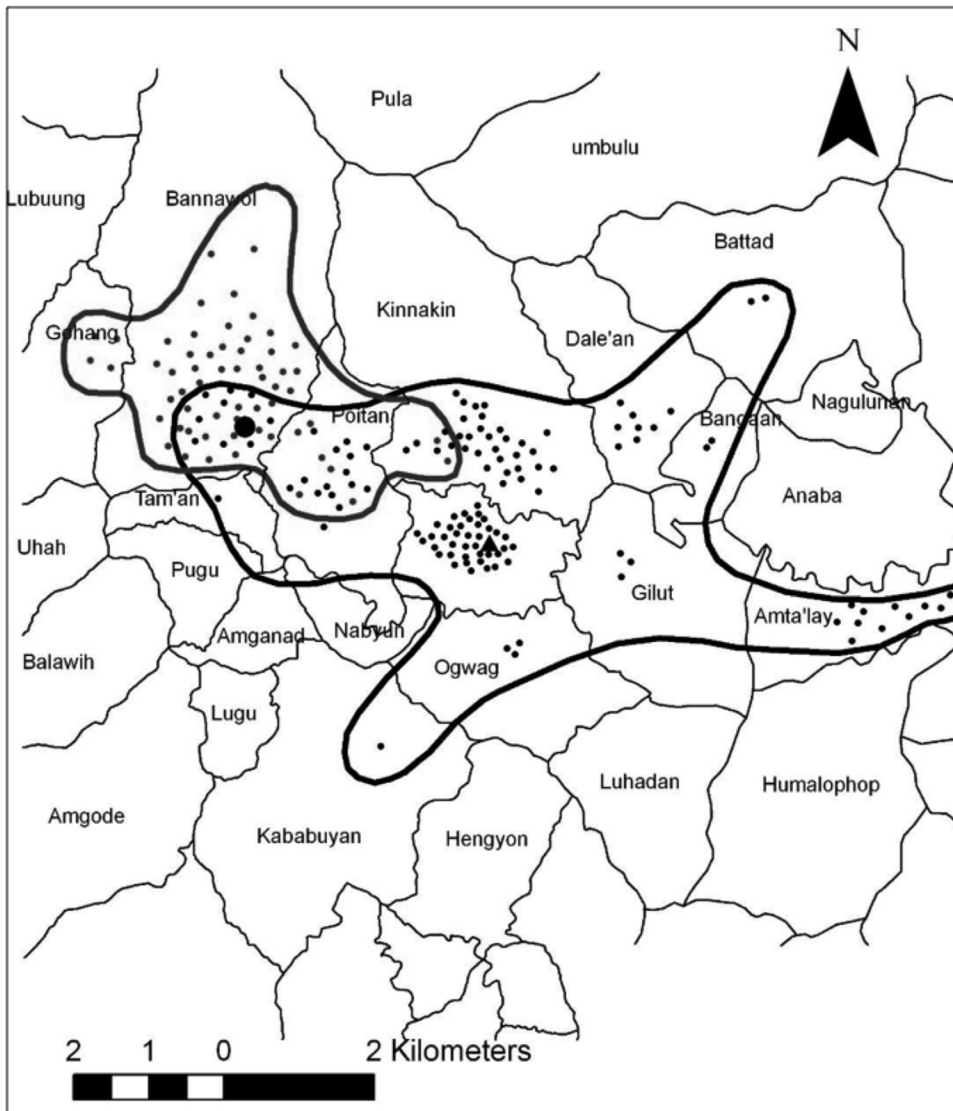 N
Pula
umbulu
Lubuung
Bannawol
Battad
Kinnakin
Gohang
Dale'an
Nagulunan
Poitan
Bangaan
Anaba
Tam'an
Uhah
Pugu
Gilut
Amta'lay
Amganad
Nabyun
Balawih
Ogwag
Lugu
Luhadan
Humalophop
Amgode
Kababuyan
Hengyon
2 1 0 2 Kilometers